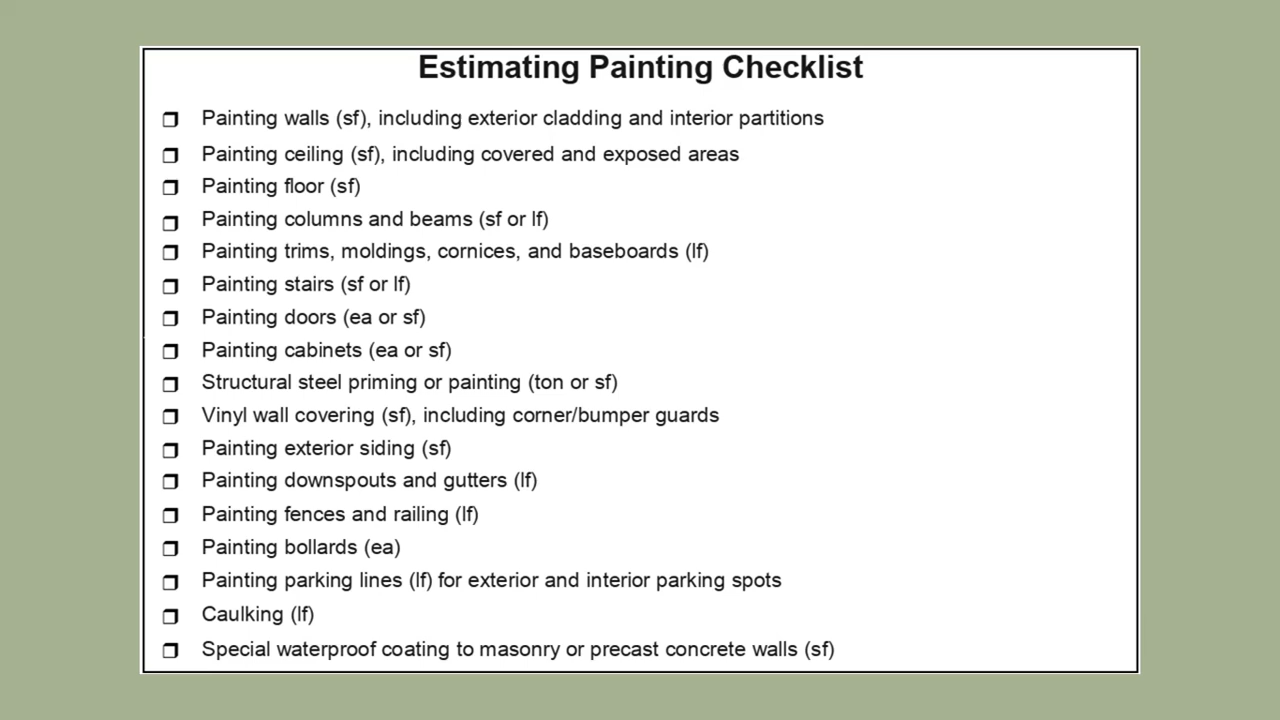 Estimating Painting Checklist
Painting walls (sf), including exterior cladding and interior partitions
Painting ceiling (sf), including covered and exposed areas
Painting floor (sf)
Painting columns and beams (sf or lf)
Painting trims, moldings, cornices, and baseboards (lf)
Painting stairs (sf or lf)
Painting doors (ea or sf)
Painting cabinets (ea or sf)
Structural steel priming or painting (ton or sf)
Vinyl wall covering (sf), including corner/bumper guards
Painting exterior siding (sf)
Painting downspouts and gutters (lf)
Painting fences and railing (lf)
Painting bollards (ea)
Painting parking lines (lf) for exterior and interior parking spots
Caulking (lf)
Special waterproof coating to masonry or precast concrete walls (sf)